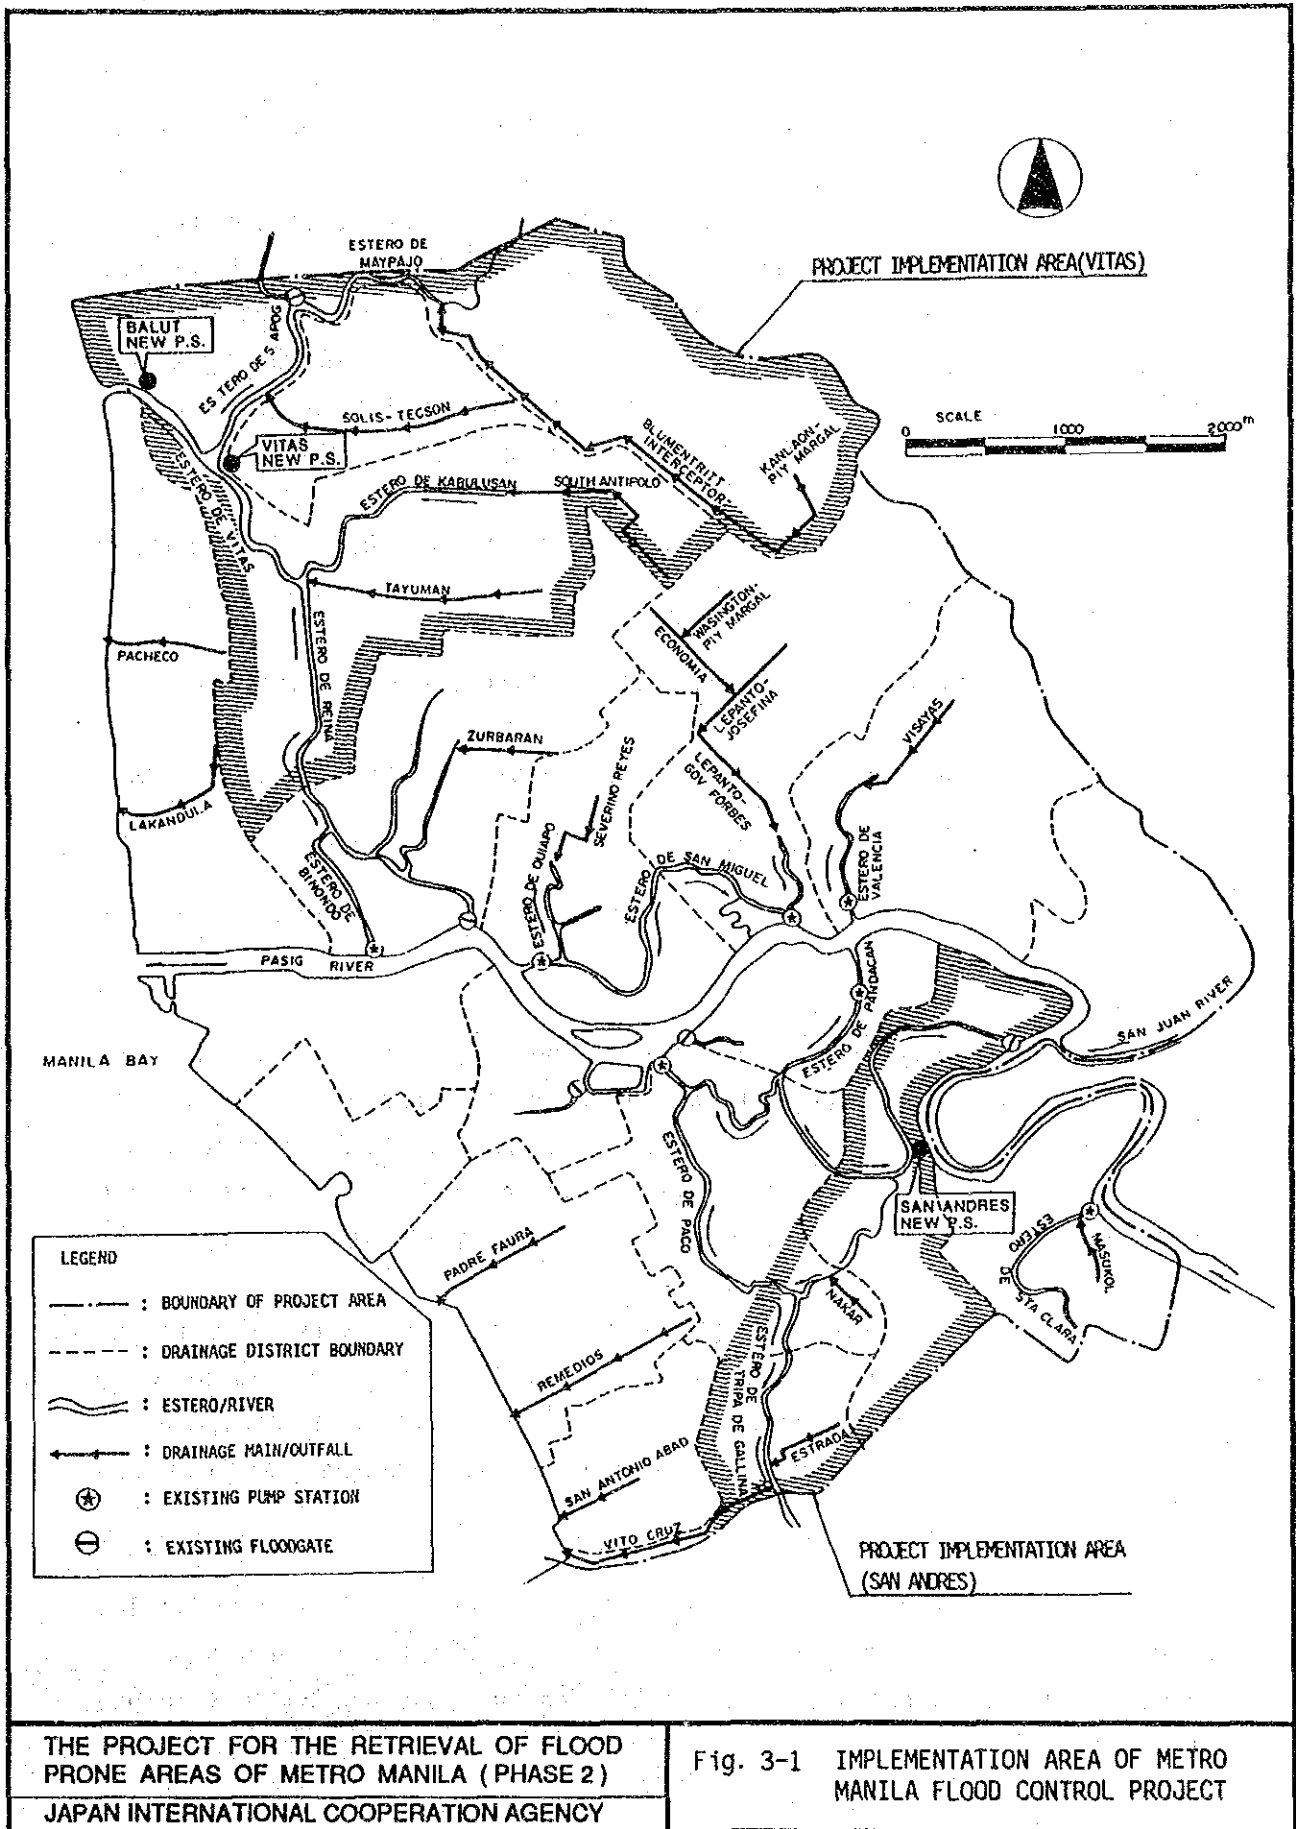 ESTERO DE
MAYPAJO
PROJECT IMPLEMENTATION AREA(VITAS)
BALUT
NEW P.S.
ESTERO DE S. APOG
SOLIS-TECSON
VITAS
NEW P.S.
SCALE
0 1000 2000m
BLUMENTRITT
INTERCEPTOR
KANLAON-
PIY MARGAL
ESTERO DE KABULUSAN
SOUTH ANTIPOLO
ESTERO DE VITAS
TAYUMAN
WASINGTON-
PIY MARGAL
ECONOMIA
ESTERO DE REINA
PACHECO
LEPANTO-
JOSEFINA
VISAYAS
ZURBARAN
SEVERINO REYES
LEPANTO-
GOV FORBES
LAKANDULA
ESTERO DE
BINONDO
ESTERO DE QUIAPO
ESTERO DE SAN MIGUEL
ESTERO DE
VALENCIA
PASIG RIVER
ESTERO DE PANDACAN
SAN JUAN RIVER
MANILA BAY
ESTERO DE PACO
SAN ANDRES
NEW P.S.
ESTERO DE STA CLARA
MASUKOL
PADRE FAURA
NAKAR
REMEDIOS
ESTERO DE
TRIPA DE GALLINA
ESTRADA
SAN ANTONIO ABAD
VITO CRUZ
PROJECT IMPLEMENTATION AREA
(SAN ANDRES)
LEGEND
: BOUNDARY OF PROJECT AREA
: DRAINAGE DISTRICT BOUNDARY
: ESTERO/RIVER
: DRAINAGE MAIN/OUTFALL
: EXISTING PUMP STATION
: EXISTING FLOODGATE
THE PROJECT FOR THE RETRIEVAL OF FLOOD
PRONE AREAS OF METRO MANILA (PHASE 2)
JAPAN INTERNATIONAL COOPERATION AGENCY
Fig. 3-1 IMPLEMENTATION AREA OF METRO
MANILA FLOOD CONTROL PROJECT